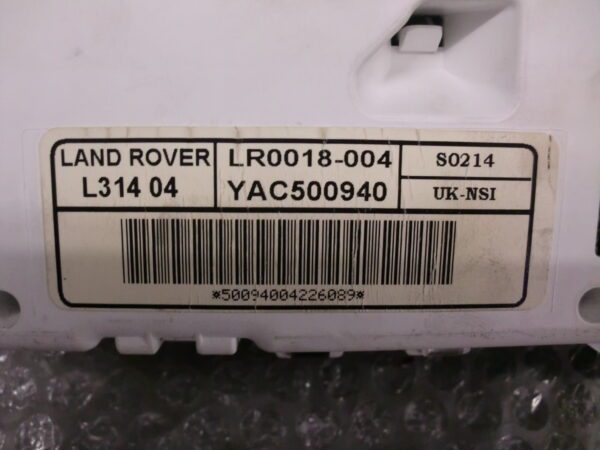 LAND ROVER
L314 04
LR0018-004
YAC500940
S0214
UK-NSI
*50094004226089*